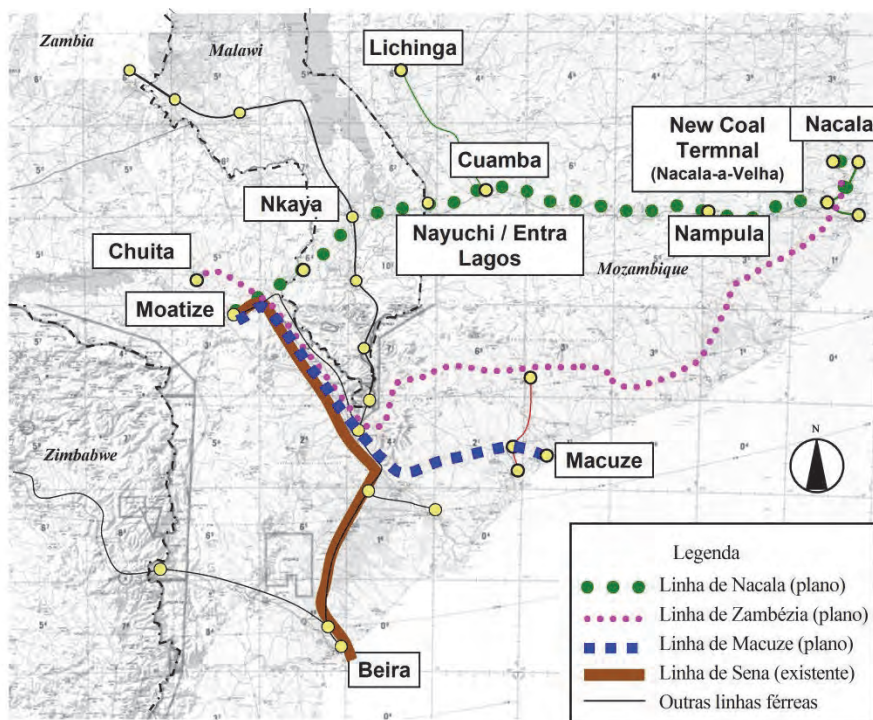 Zambia
Malawi
Lichinga
New Coal
Termnal
(Nacala-a-Velha)
Nacala
Cuamba
Nkaya
Nayuchi / Entra
Lagos
Nampula
Mozambique
Chuita
Moatize
Zimbabwe
Macuze
N
Beira
Legenda
Linha de Nacala (plano)
Linha de Zambézia (plano)
Linha de Macuze (plano)
Linha de Sena (existente)
Outras linhas férreas